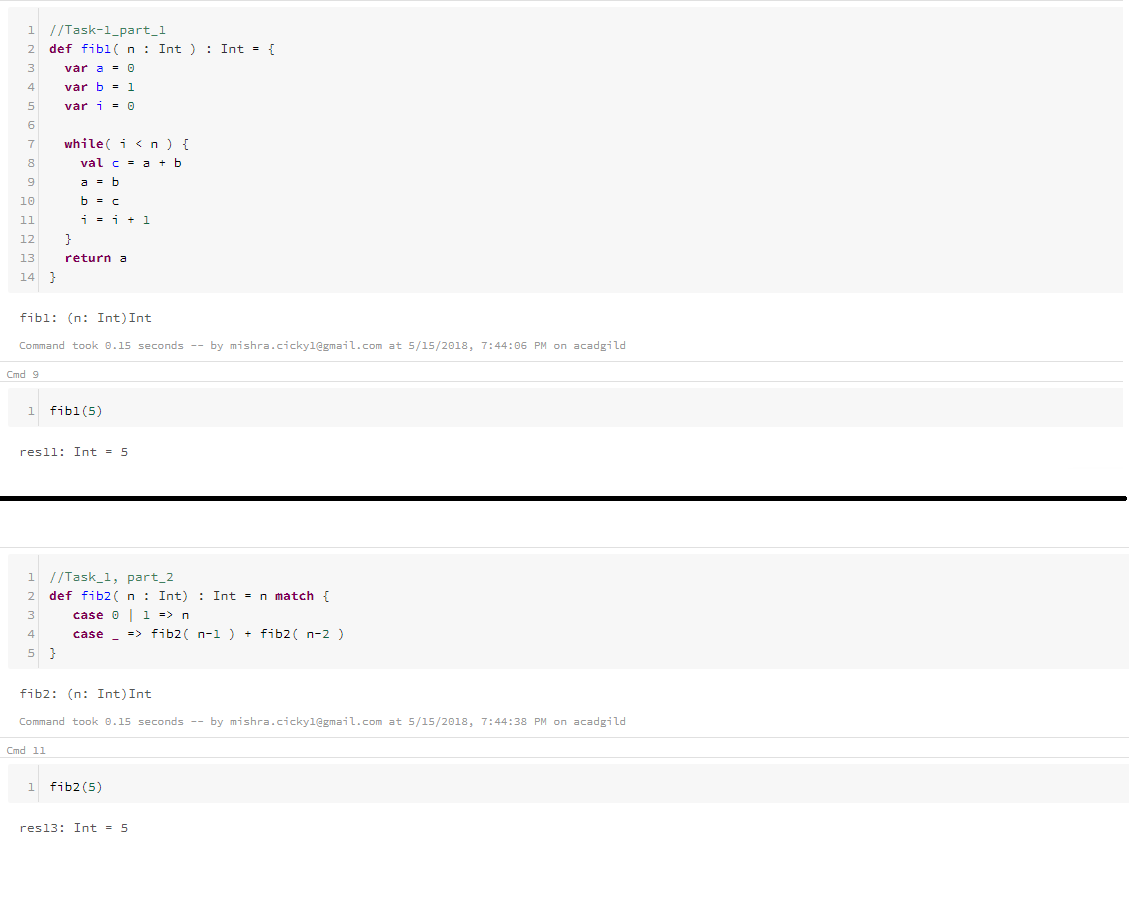 1 //Task-1_part_1
2 def fib1( n : Int ) : Int = {
3   var a = 0
4   var b = 1
5   var i = 0
6
7   while( i < n ) {
8     val c = a + b
9     a = b
10     b = c
11     i = i + 1
12   }
13   return a
14 }
fib1: (n: Int)Int
Command took 0.15 seconds -- by mishra.cicky1@gmail.com at 5/15/2018, 7:44:06 PM on acadgild
Cmd 9
1 fib1(5)
res11: Int = 5
1 //Task_1, part_2
2 def fib2( n : Int) : Int = n match {
3    case 0 | 1 => n
4    case _ => fib2( n-1 ) + fib2( n-2 )
5 }
fib2: (n: Int)Int
Command took 0.15 seconds -- by mishra.cicky1@gmail.com at 5/15/2018, 7:44:38 PM on acadgild
Cmd 11
1 fib2(5)
res13: Int = 5